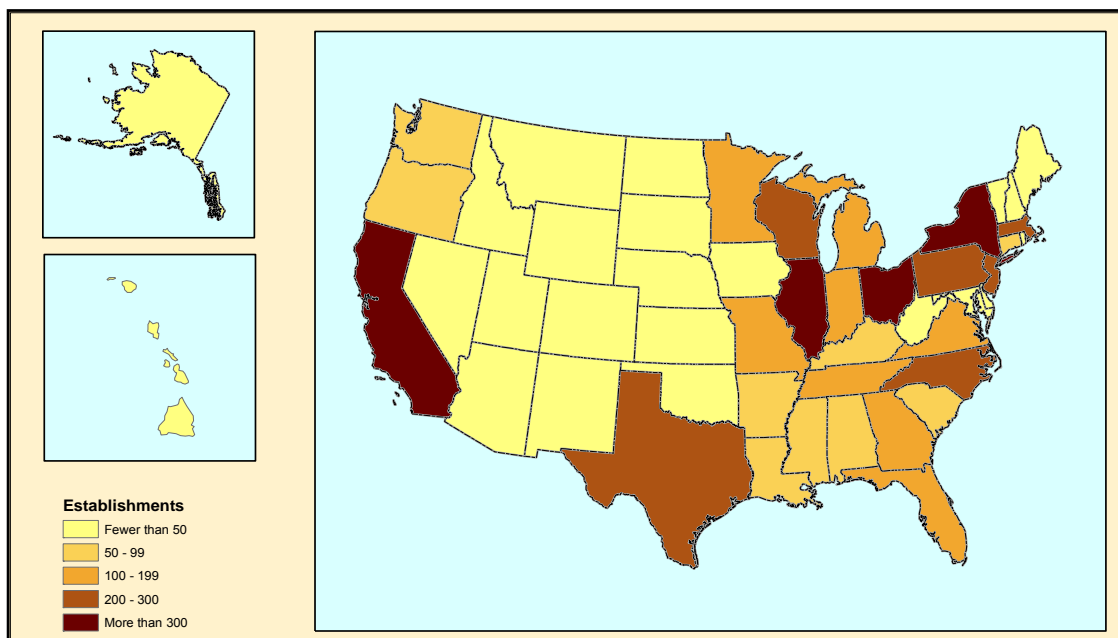 Establishments
Fewer than 50
50 - 99
100 - 199
200 - 300
More than 300